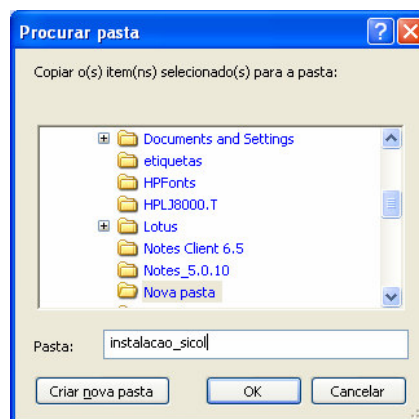 Procurar pasta
Copiar o(s) item(ns) selecionado(s) para a pasta:
Documents and Settings
etiquetas
HPFonts
HPLJ8000.T
Lotus
Notes Client 6.5
Notes_5.0.10
Nova pasta
Pasta: instalacao_sicol
Criar nova pasta OK Cancelar